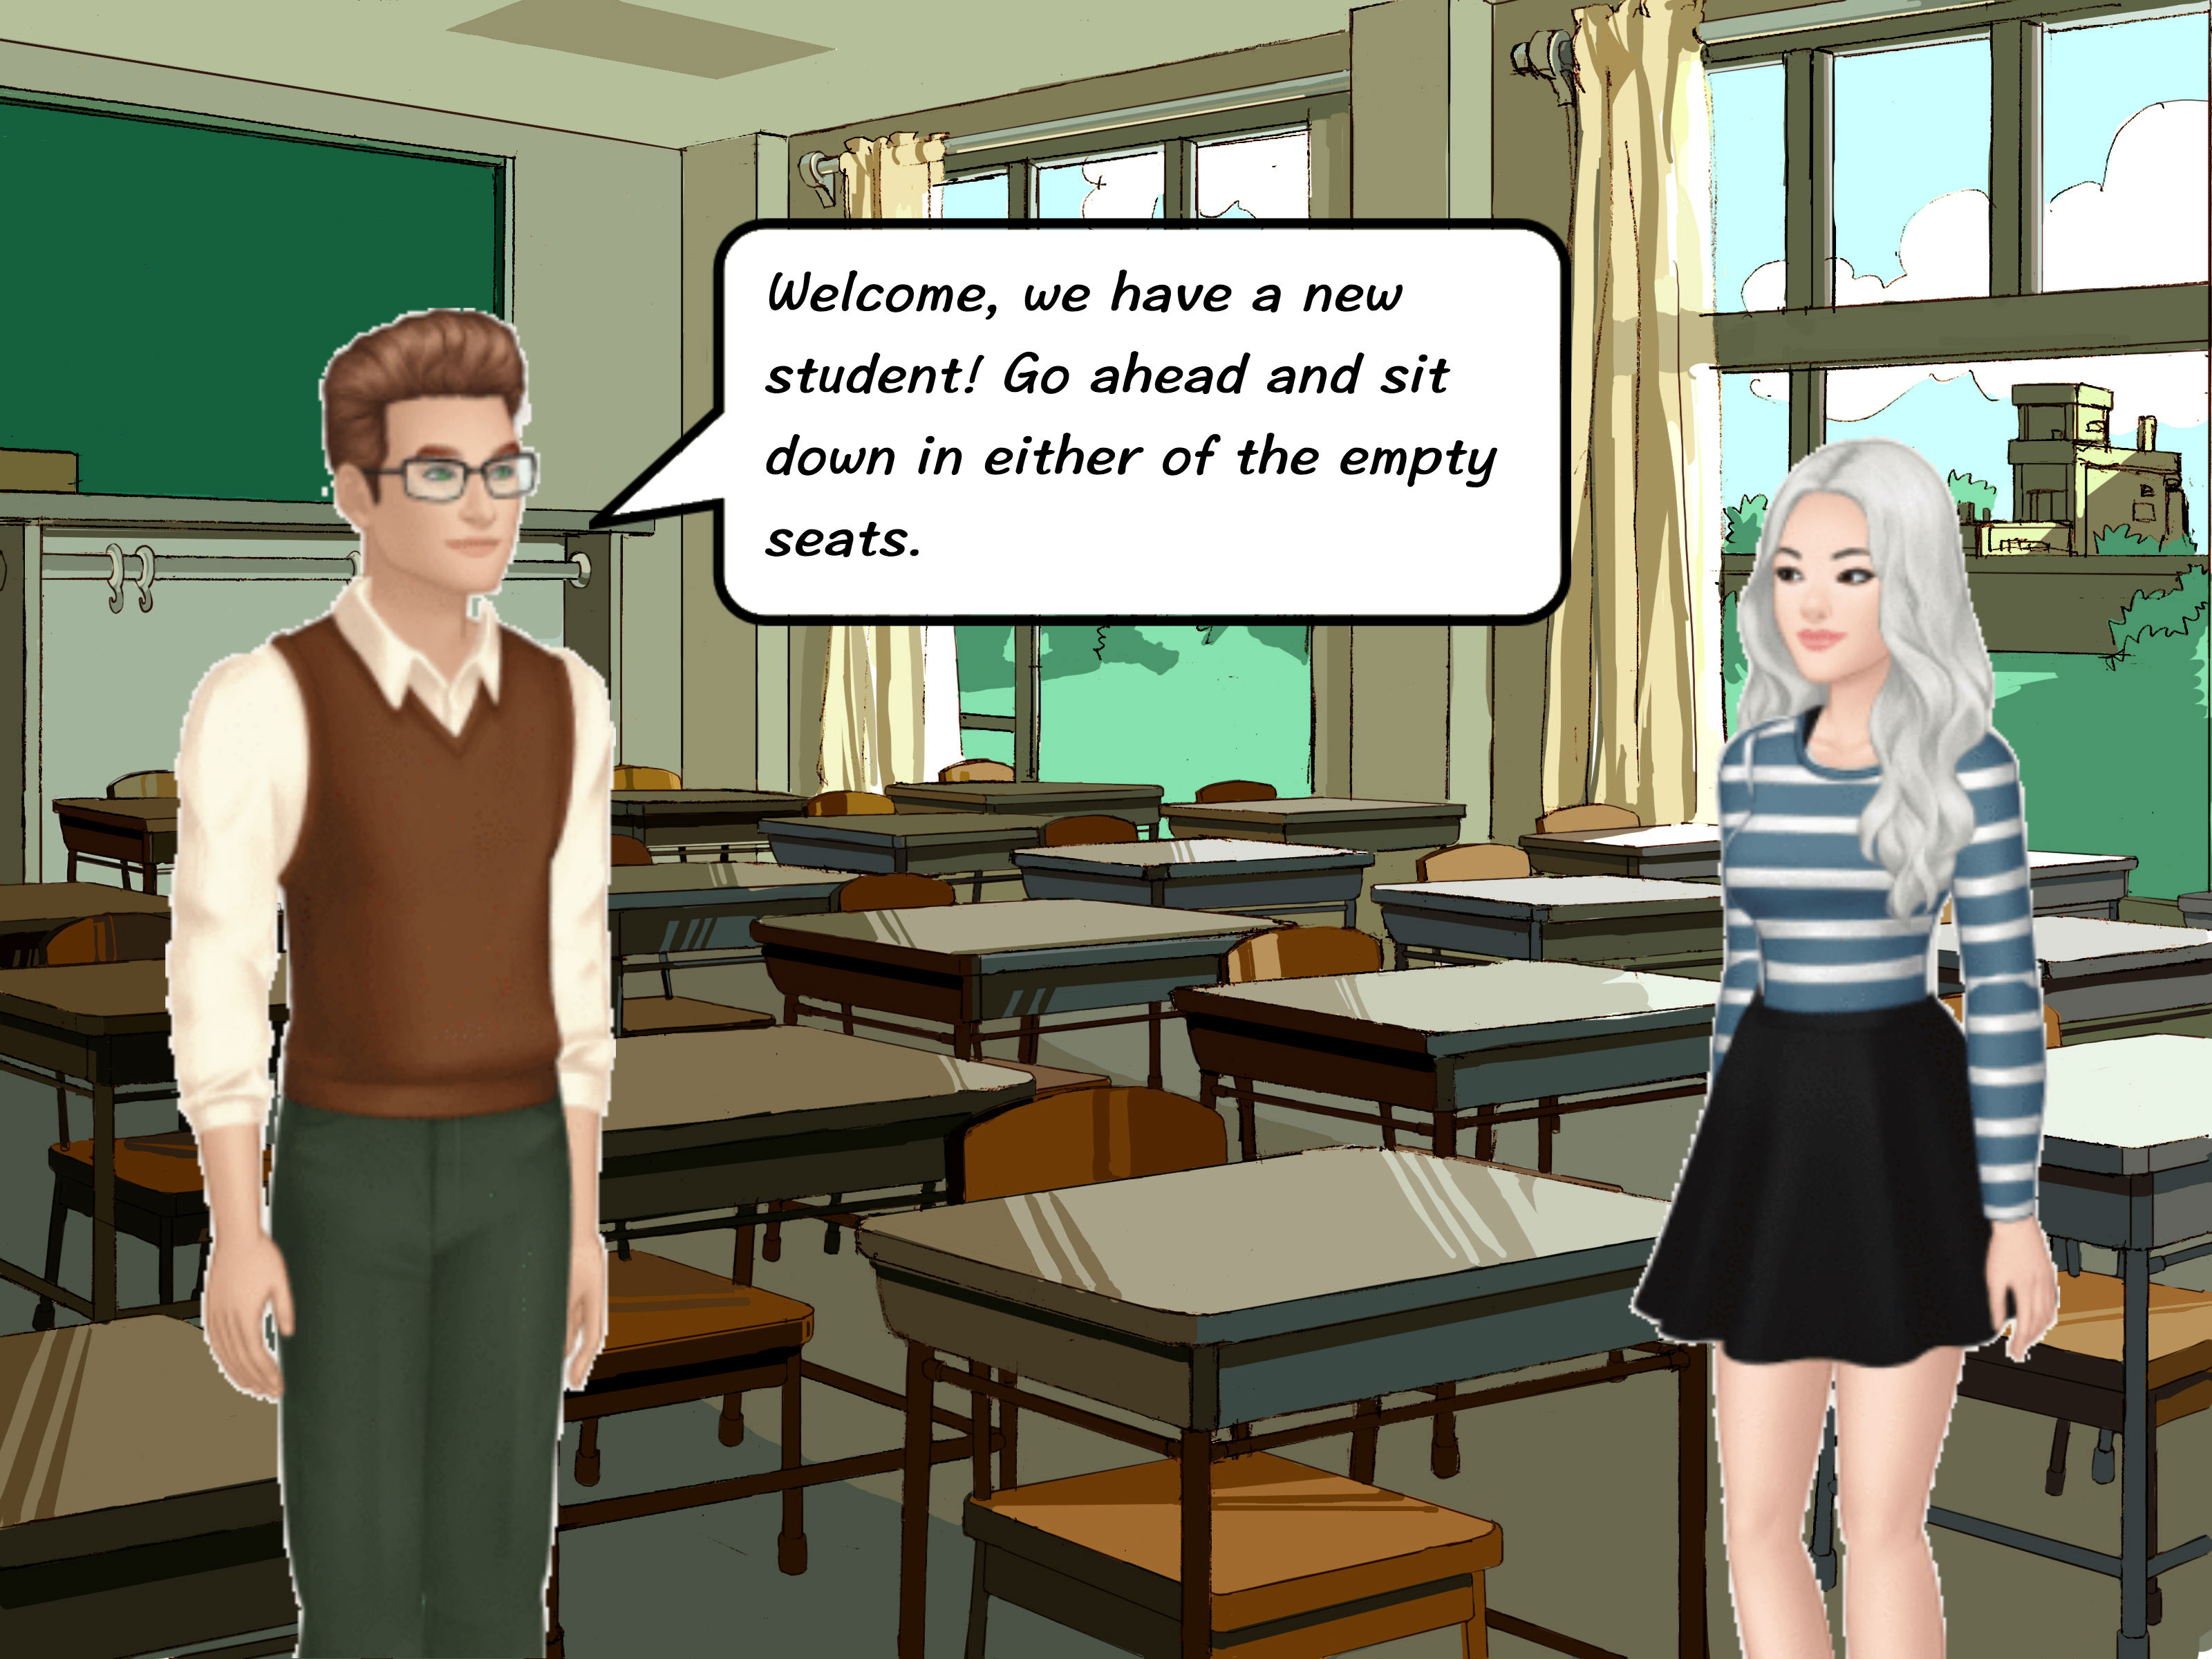 Welcome, we have a new
student! Go ahead and sit
down in either of the empty
seats.